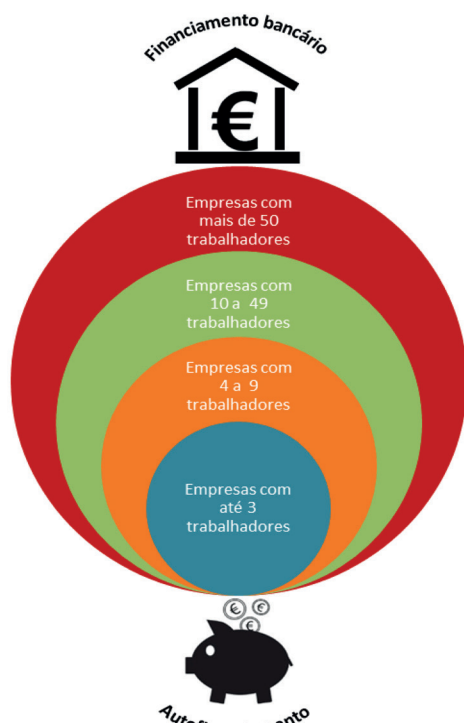 Financiamento bancário
€
Empresas com
mais de 50
trabalhadores
Empresas com
10 a 49
trabalhadores
Empresas com
4 a 9
trabalhadores
Empresas com
até 3
trabalhadores
€ €
€